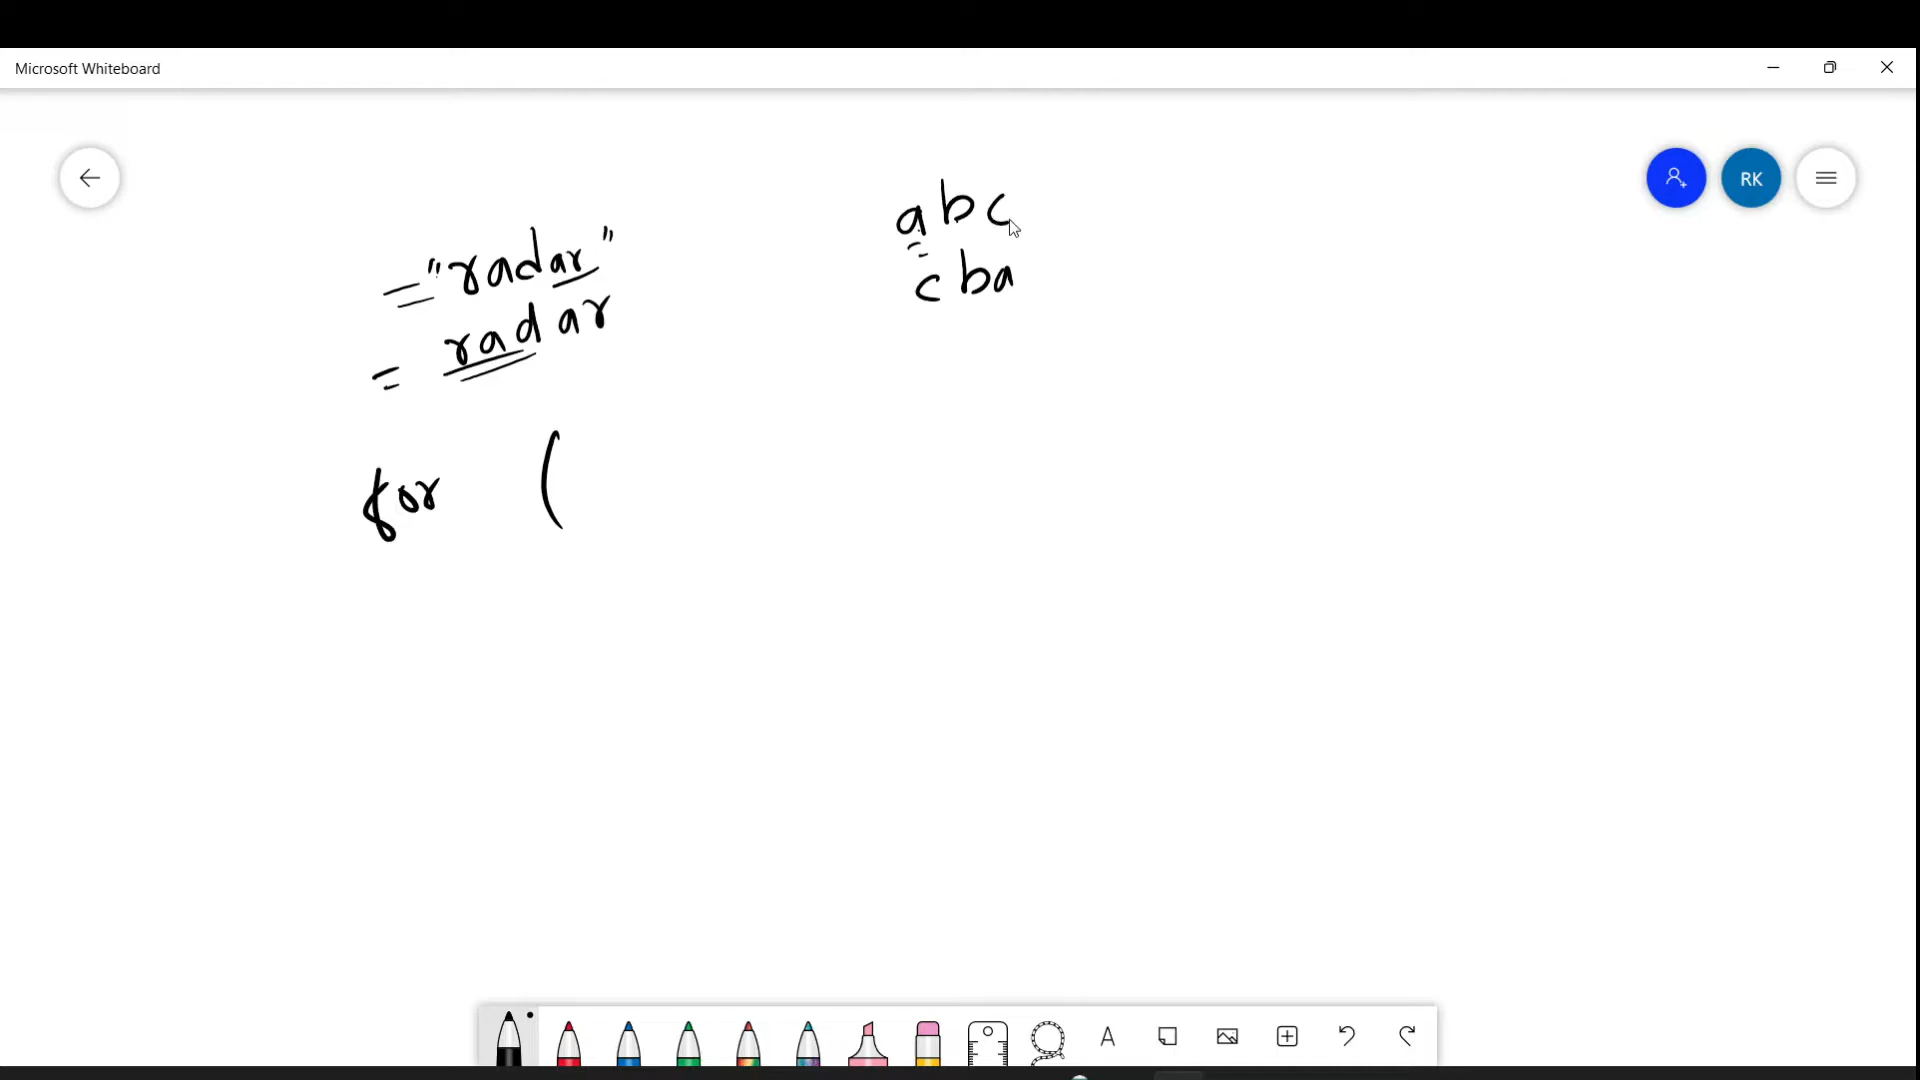 Microsoft Whiteboard
RK
= "radar"
= radar
for (
abc
=
cba
A